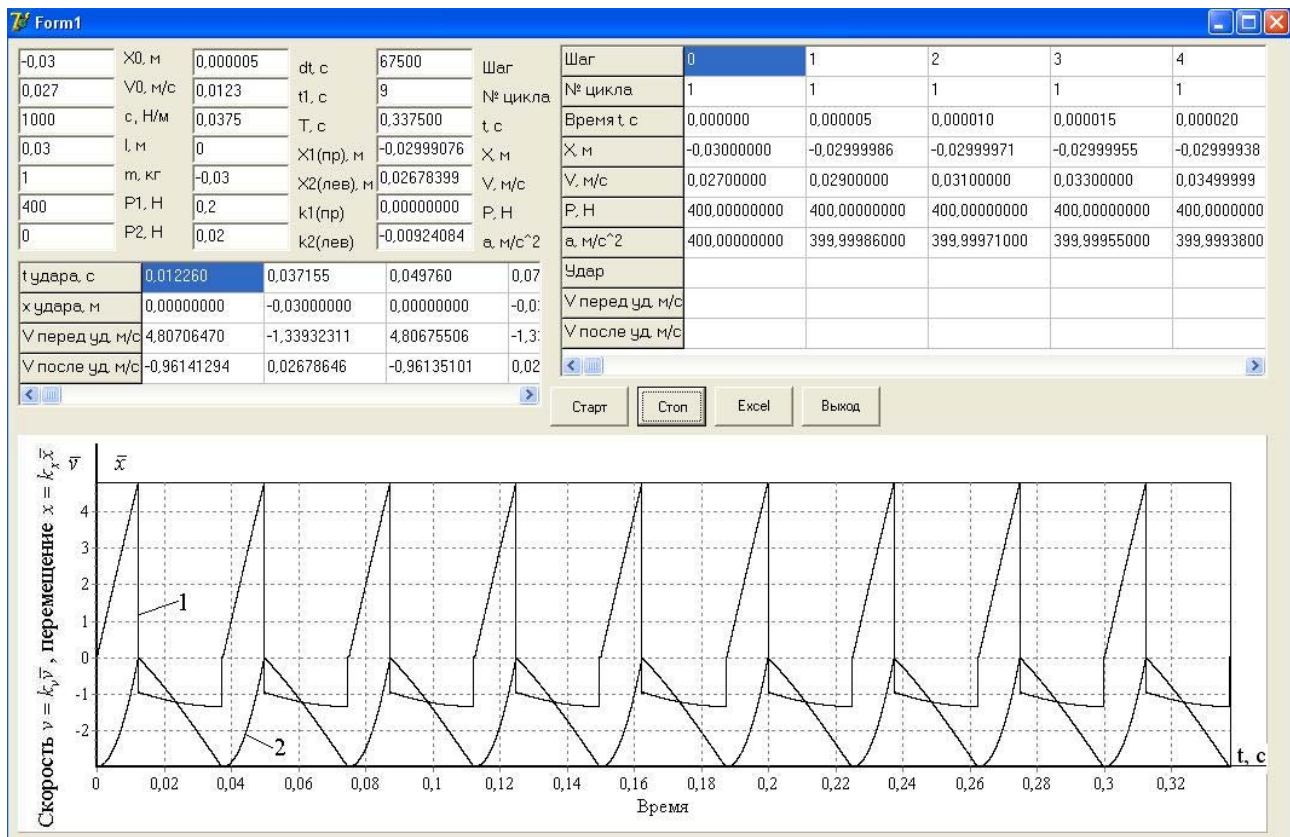 Form1
-0,03 X0, м 0,000005 dt, с 67500 Шаг
0,027 V0, м/с 0,0123 t1, с 9 № цикла
1000 с, Н/м 0,0375 T, с 0,337500 t, с
0,03 l, м 0 X1(пр), м -0,02999076 X, м
1 m, кг -0,03 X2(лев), м 0,02678399 V, м/с
400 P1, Н 0,2 k1(пр) 0,00000000 P, Н
0 P2, Н 0,02 k2(лев) -0,00924084 a, м/с^2
Шаг 0 1 2 3 4
№ цикла 1 1 1 1 1
Время t, с 0,000000 0,000005 0,000010 0,000015 0,000020
X, м -0,03000000 -0,02999986 -0,02999971 -0,02999955 -0,02999938
V, м/с 0,02700000 0,02900000 0,03100000 0,03300000 0,03499999
P, Н 400,00000000 400,00000000 400,00000000 400,00000000 400,0000000
a, м/с^2 400,00000000 399,99986000 399,99971000 399,99955000 399,9993800
Удар
V перед уд, м/с
V после уд, м/с
t удара, с 0,012260 0,037155 0,049760 0,07
x удара, м 0,00000000 -0,03000000 0,00000000 -0,0
V перед уд, м/с 4,80706470 -1,33932311 4,80675506 -1,3
V после уд, м/с -0,96141294 0,02678646 -0,96135101 0,02
Старт Стоп Excel Выход
Скорость v = kᵥv̅, перемещение x = kₓx̅
v̅ x̅
4
3
2
1
0
-1
-2
1
2
t, с
0 0,02 0,04 0,06 0,08 0,1 0,12 0,14 0,16 0,18 0,2 0,22 0,24 0,26 0,28 0,3 0,32
Время